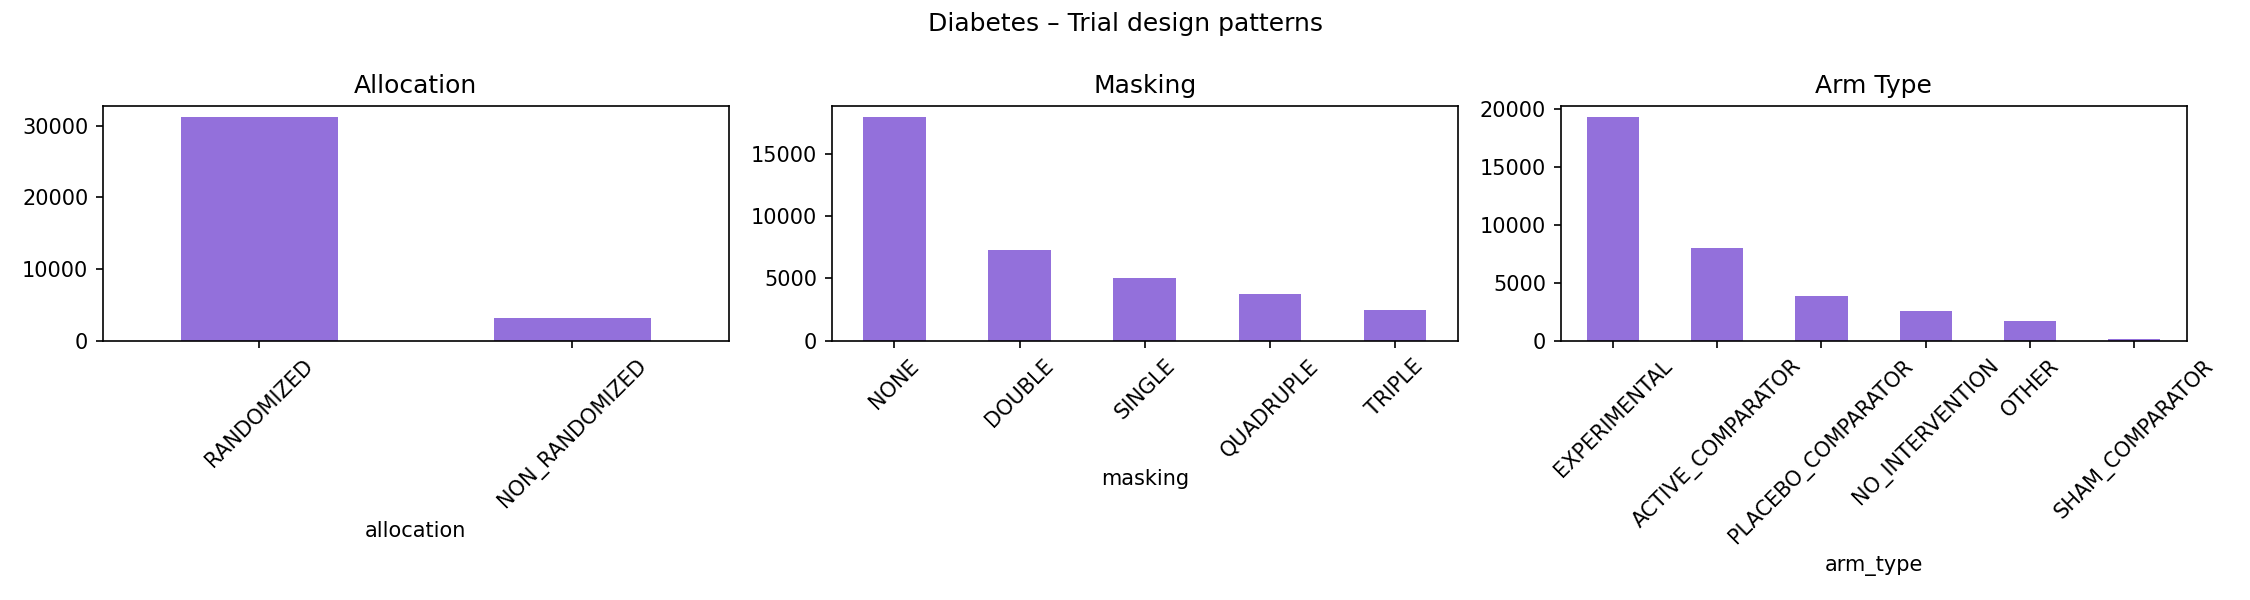 Diabetes – Trial design patterns
Allocation
30000
20000
10000
0
RANDOMIZED
NON_RANDOMIZED
allocation
Masking
15000
10000
5000
0
NONE
DOUBLE
SINGLE
QUADRUPLE
TRIPLE
masking
Arm Type
20000
15000
10000
5000
0
EXPERIMENTAL
ACTIVE_COMPARATOR
PLACEBO_COMPARATOR
NO_INTERVENTION
OTHER
SHAM_COMPARATOR
arm_type